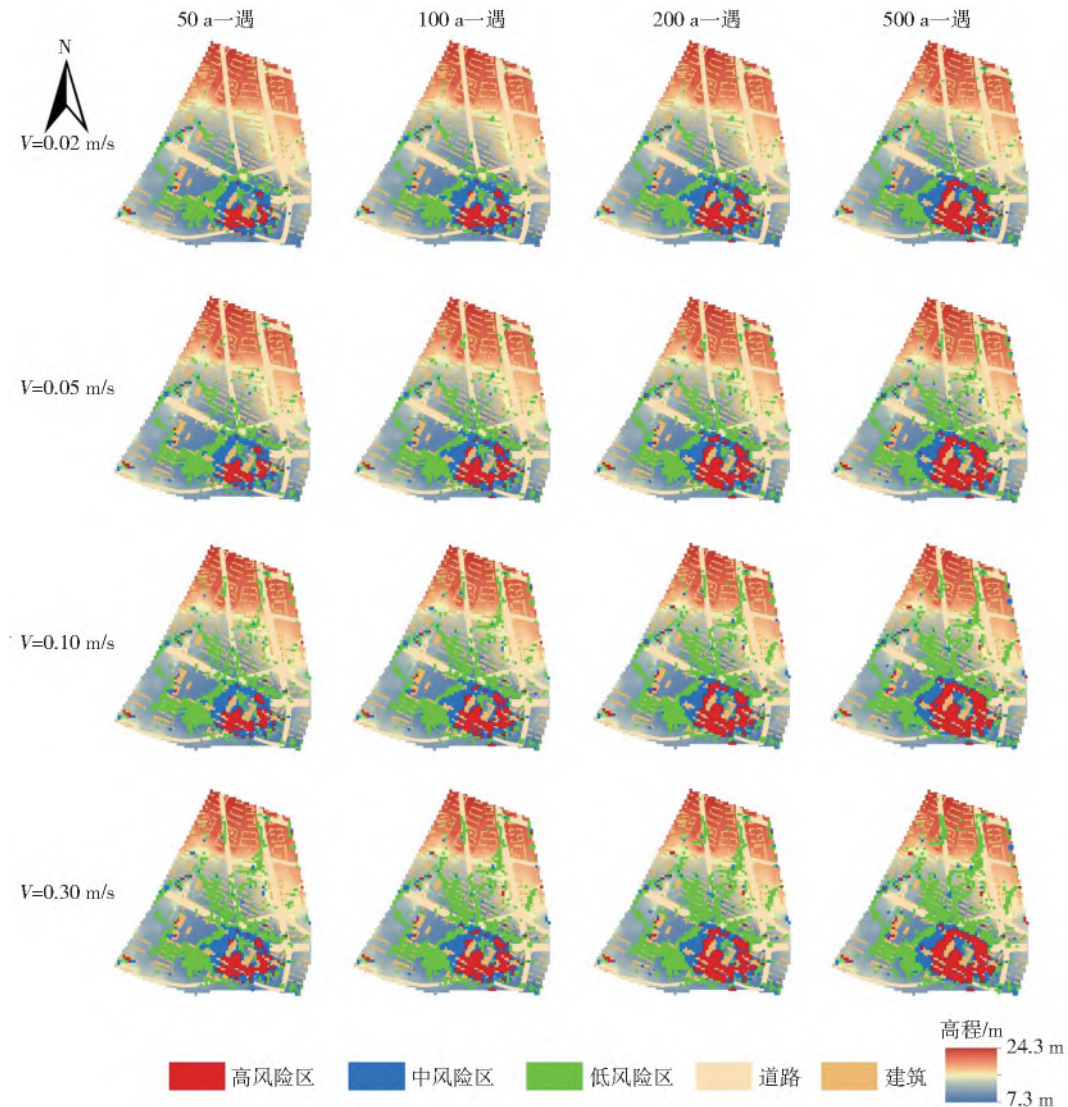 50 a一遇
100 a一遇
200 a一遇
500 a一遇
N
V=0.02 m/s
V=0.05 m/s
V=0.10 m/s
V=0.30 m/s
高程/m
24.3 m
7.3 m
高风险区
中风险区
低风险区
道路
建筑